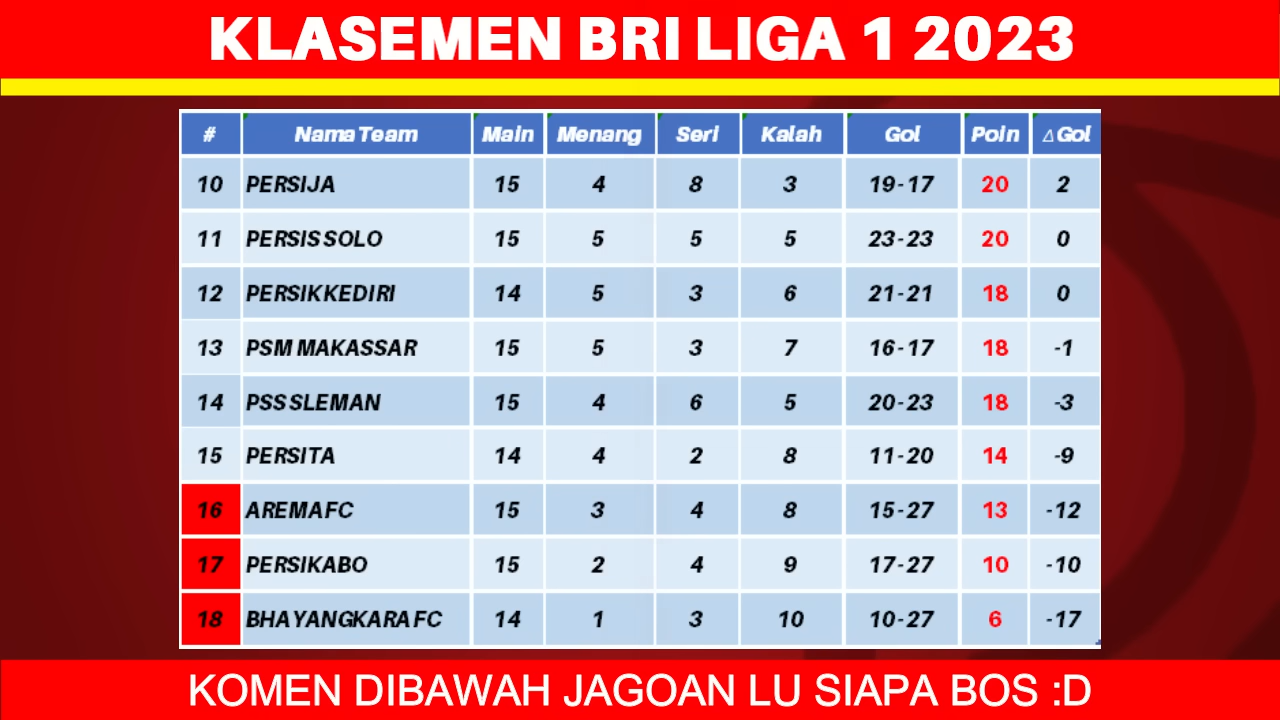 KLASEMEN BRI LIGA 1 2023
# Nama Team Main Menang Seri Kalah Gol Poin △Gol
10 PERSIJA 15 4 8 3 19-17 20 2
11 PERSIS SOLO 15 5 5 5 23-23 20 0
12 PERSIK KEDIRI 14 5 3 6 21-21 18 0
13 PSM MAKASSAR 15 5 3 7 16-17 18 -1
14 PSS SLEMAN 15 4 6 5 20-23 18 -3
15 PERSITA 14 4 2 8 11-20 14 -9
16 AREMA FC 15 3 4 8 15-27 13 -12
17 PERSIKABO 15 2 4 9 17-27 10 -10
18 BHAYANGKARA FC 14 1 3 10 10-27 6 -17
KOMEN DIBAWAH JAGOAN LU SIAPA BOS :D